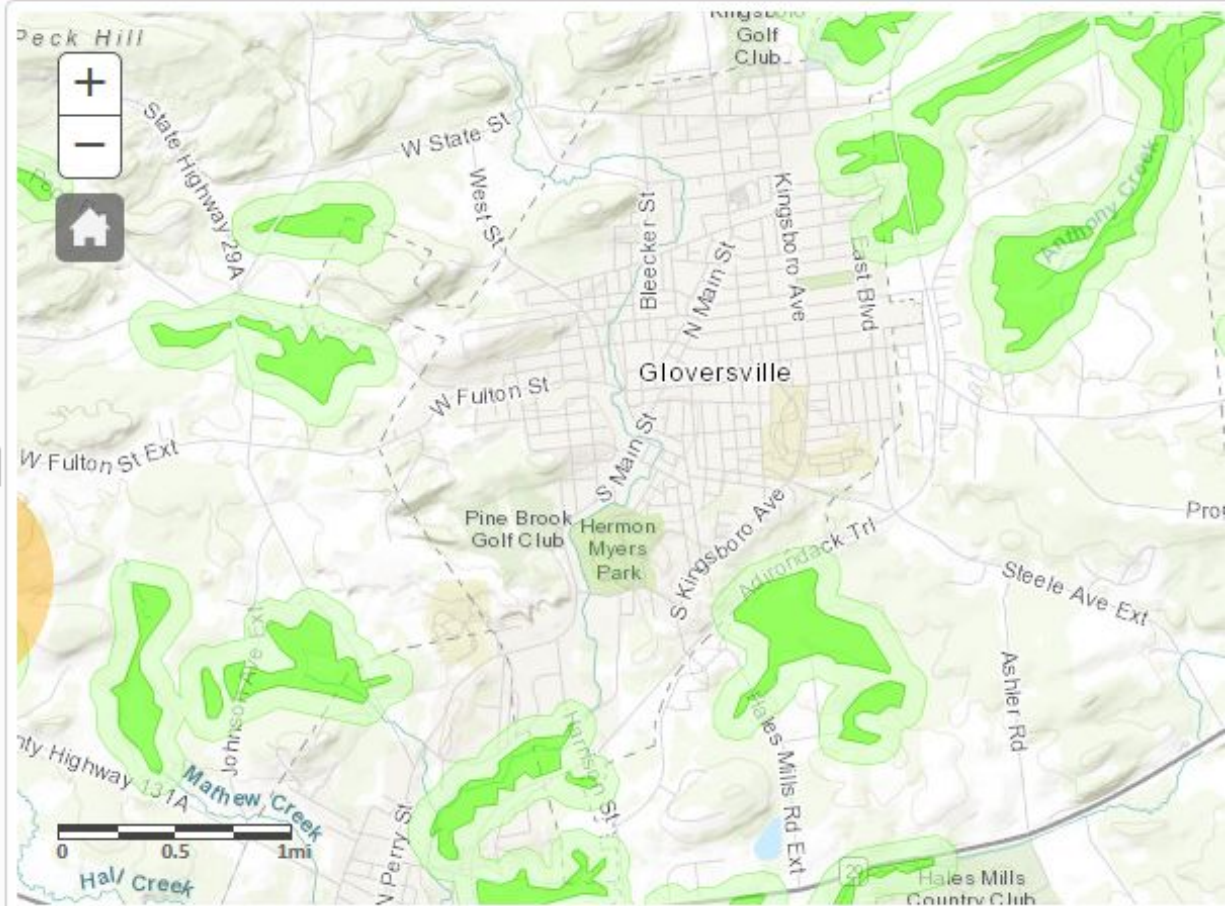 Peck Hill
Kingsboro
Golf
Club
+
−
State Highway 29A
W State St
West St
Bleecker St
N Main St
Kingsboro Ave
East Blvd
Anthony Creek
Gloversville
W Fulton St
W Fulton St Ext
S Main St
Pine Brook
Golf Club
Hermon
Myers
Park
S Kingsboro Ave
Adirondack Trl
Steele Ave Ext
Ashler Rd
Johnson Ave Ext
nty Highway 131A
Mathew Creek
Harrison St
Hales Mills Rd Ext
N Perry St
0 0.5 1mi
Hall Creek
29
Hales Mills
Country Club